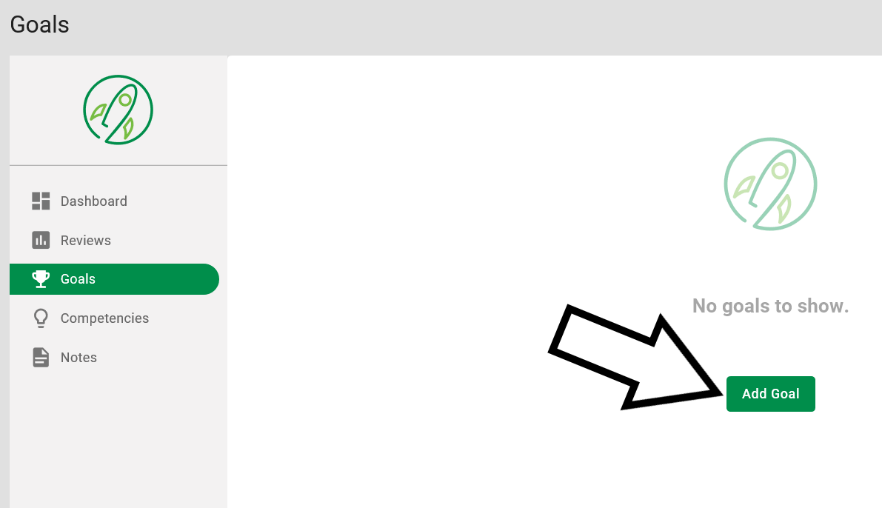 Goals
Dashboard
Reviews
Goals
Competencies
Notes
No goals to show.
Add Goal